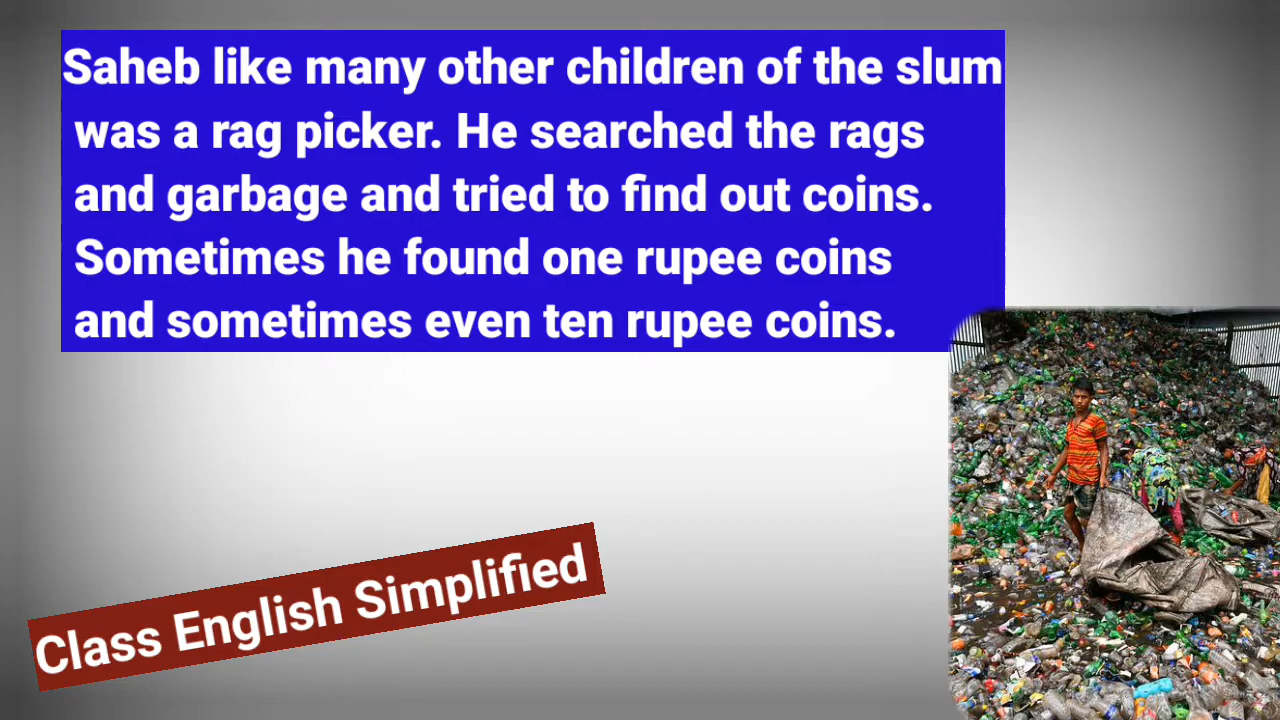 Saheb like many other children of the slum
was a rag picker. He searched the rags
and garbage and tried to find out coins.
Sometimes he found one rupee coins
and sometimes even ten rupee coins.
Class English Simplified